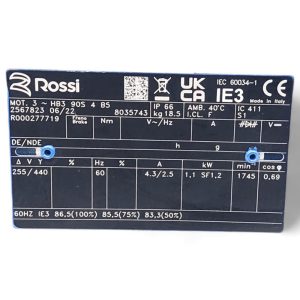 Rossi
UK CA
IEC 60034-1
IE3
Made in Italy
MOT. 3 ~ HB3 90S 4 B5
IP 66
AMB. 40°C
IC 411
2567823 06/22
8035743
kg 18.5
I.CL. F
S1
R000277719
Freno Brake
Nm
V~/Hz
A
V
DE/NDE
h
g
Δ V Y
%
Hz
%
A
kW
min
cos φ
255/440
60
4.3/2.5
1,1 SF1,2
1745
0,69
60HZ IE3 86,5(100%) 85,5(75%) 83,3(50%)